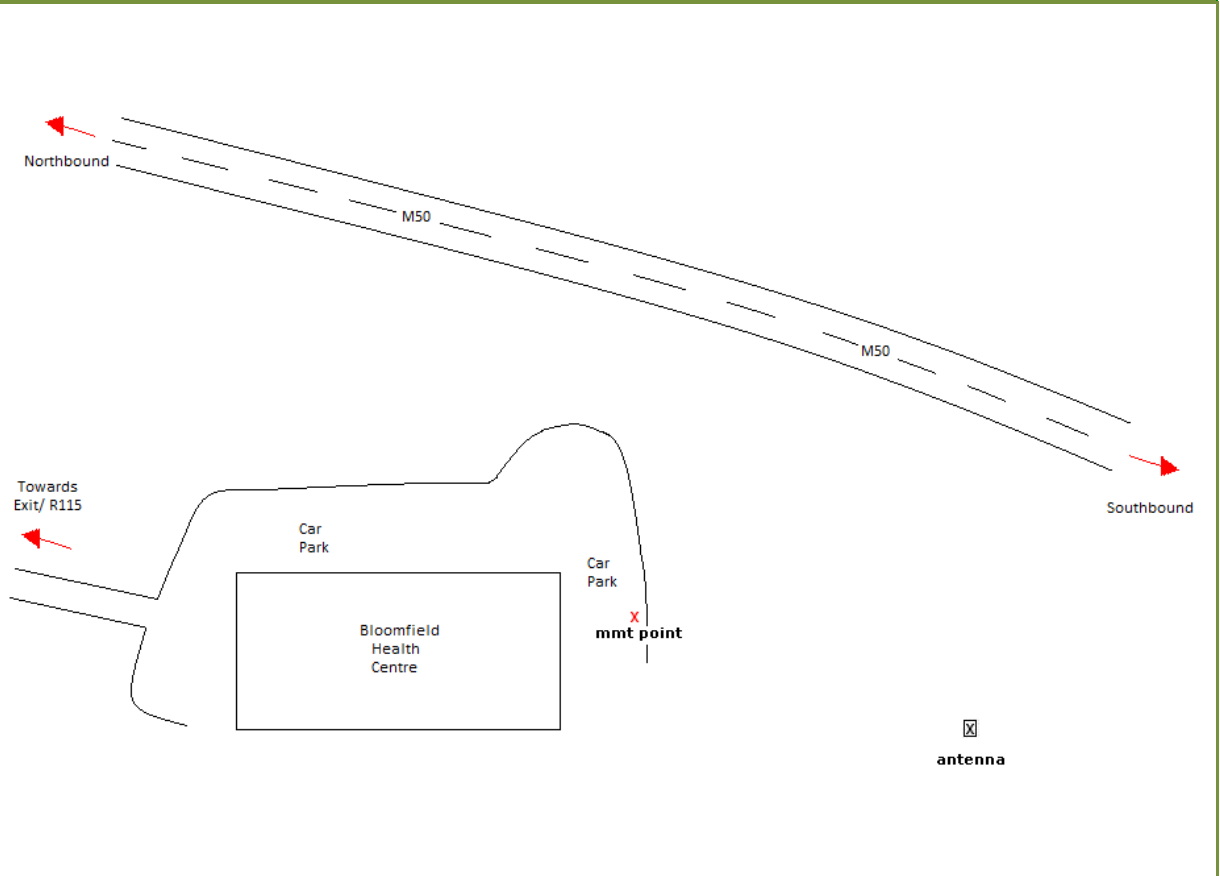 Northbound
M50
M50
Towards
Exit/ R115
Southbound
Car
Park
Car
Park
X
mmt point
Bloomfield
Health
Centre
X
antenna